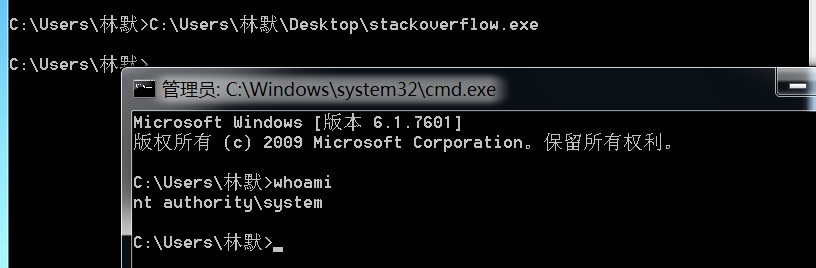 C:\Users\林默>C:\Users\林默\Desktop\stackoverflow.exe
C:\Users\林默>
管理员: C:\Windows\system32\cmd.exe
Microsoft Windows [版本 6.1.7601]
版权所有 (c) 2009 Microsoft Corporation。保留所有权利。
C:\Users\林默>whoami
nt authority\system
C:\Users\林默>_